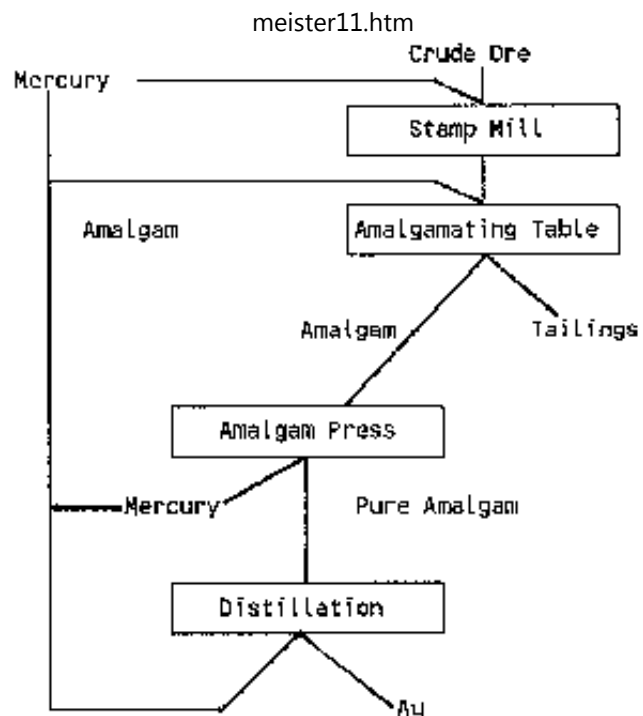 meister11.htm
Crude Ore
Mercury
Stamp Mill
Amalgam
Amalgamating Table
Amalgam
Tailings
Amalgam Press
Mercury
Pure Amalgam
Distillation
Au